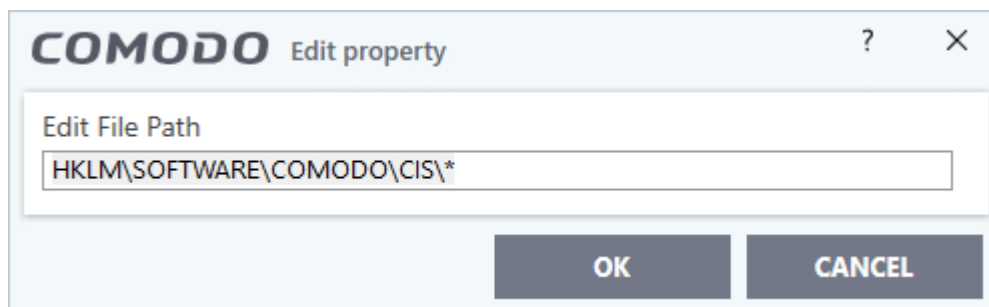 COMODO Edit property ? ×
Edit File Path
HKLM\SOFTWARE\COMODO\CIS\*
OK CANCEL